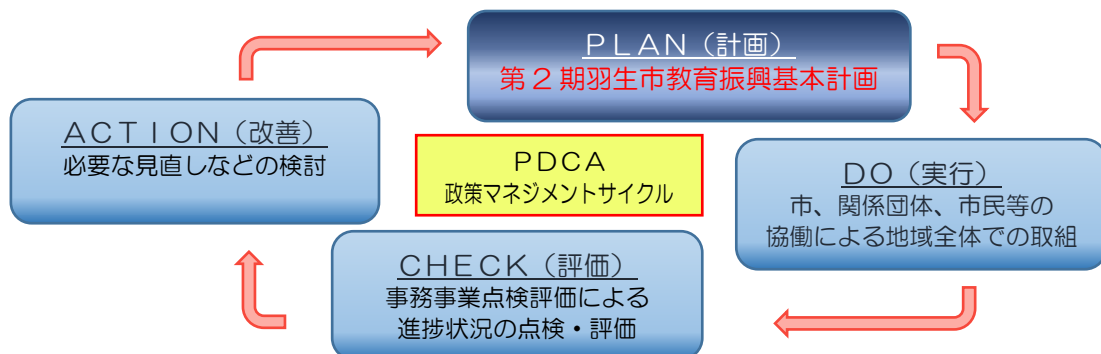 PLAN（計画）
第２期羽生市教育振興基本計画
ACTION（改善）
必要な見直しなどの検討
PDCA
政策マネジメントサイクル
DO（実行）
市、関係団体、市民等の
協働による地域全体での取組
CHECK（評価）
事務事業点検評価による
進捗状況の点検・評価